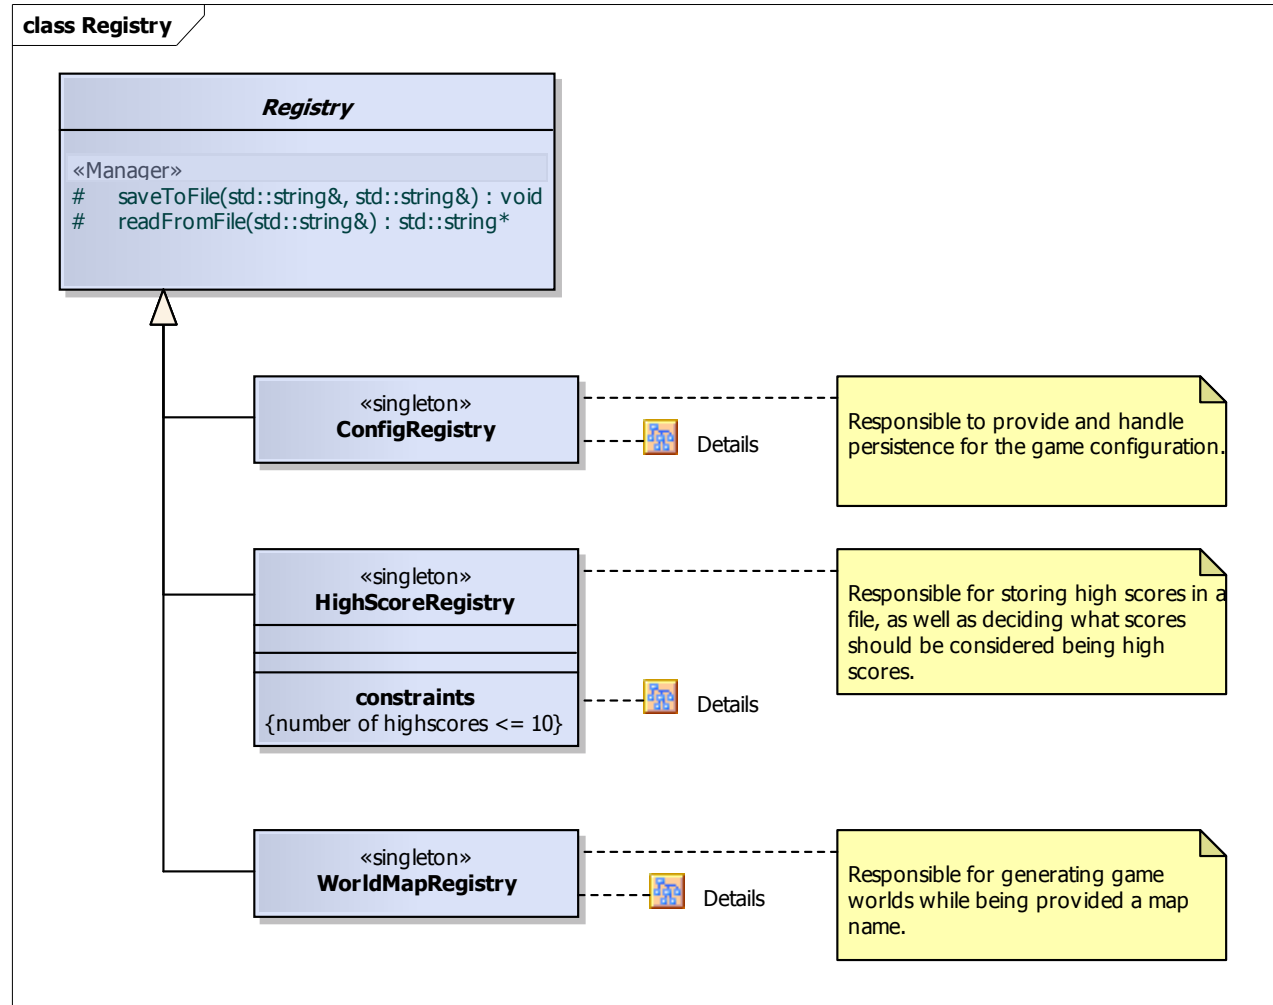 class Registry
Registry
«Manager»
# saveToFile(std::string&, std::string&) : void
# readFromFile(std::string&) : std::string*
«singleton»
ConfigRegistry
Details
Responsible to provide and handle
persistence for the game configuration.
«singleton»
HighScoreRegistry
constraints
{number of highscores <= 10}
Details
Responsible for storing high scores in a
file, as well as deciding what scores
should be considered being high
scores.
«singleton»
WorldMapRegistry
Details
Responsible for generating game
worlds while being provided a map
name.